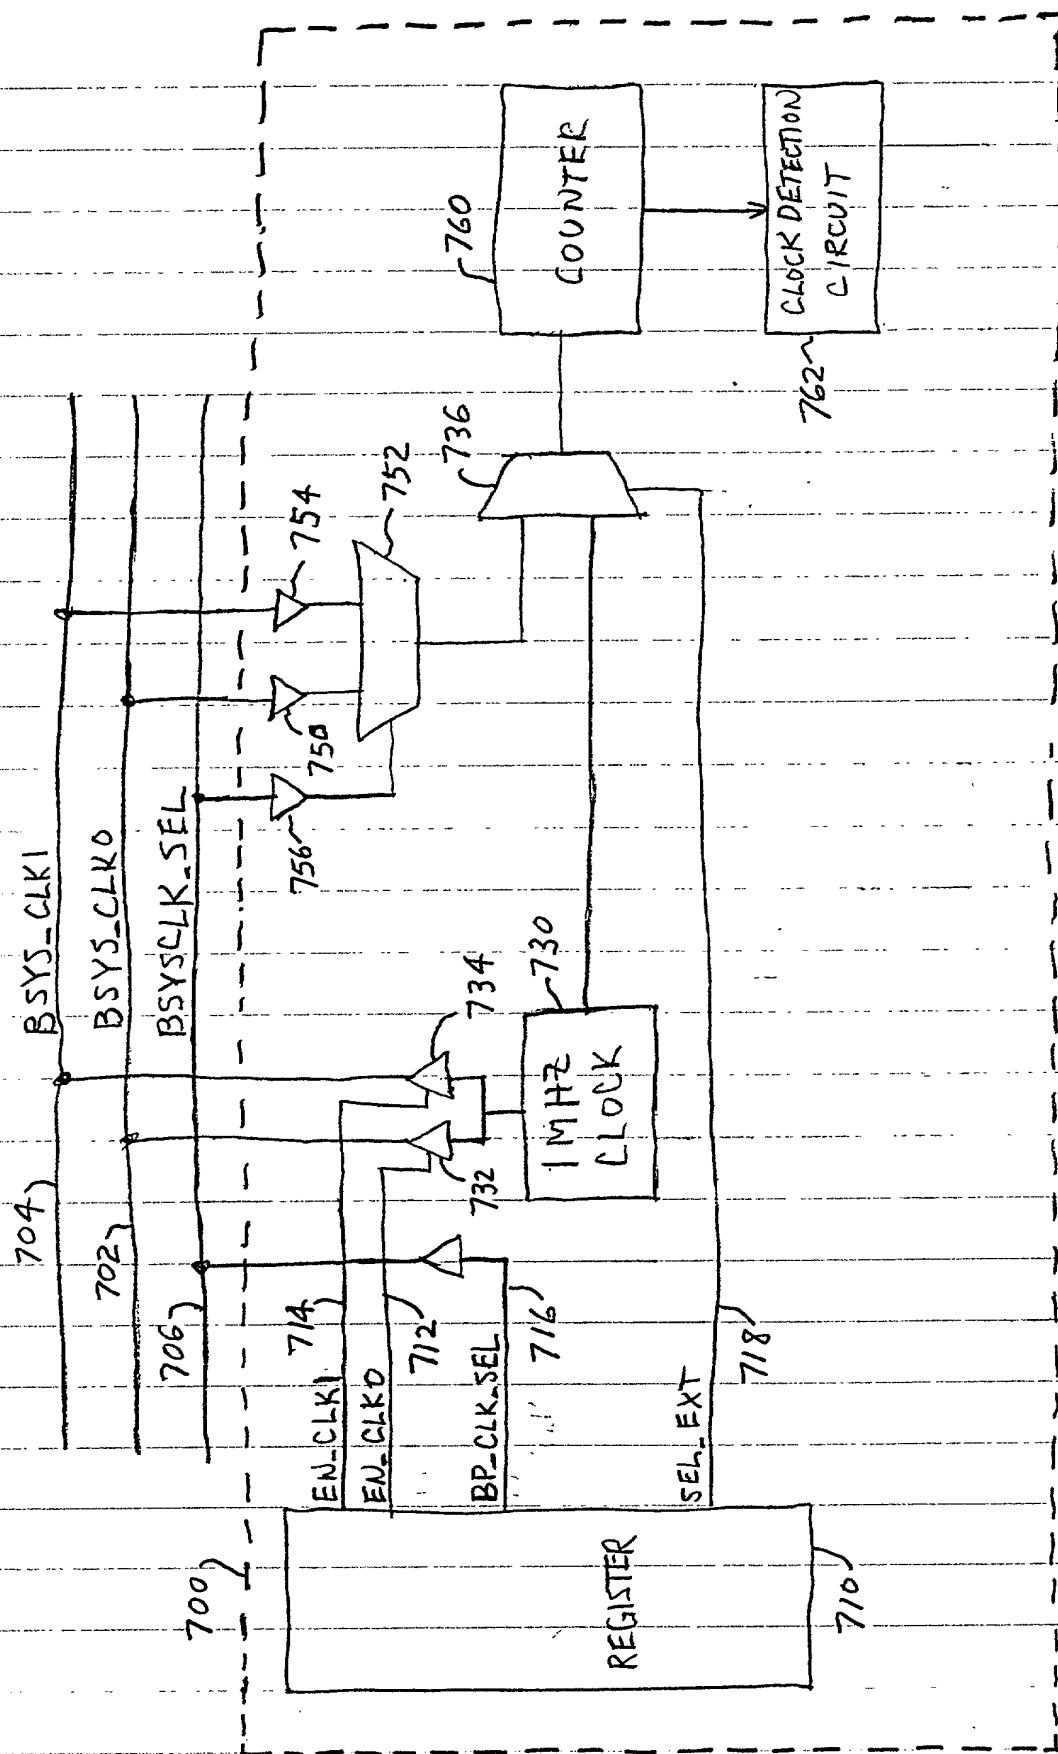 BSYS_CLK1
BSYS_CLK0
BSYSCLK_SEL
704
702
706
700
EN_CLK1
714
EN_CLK0
712
BP_CLK_SEL
716
SEL_EXT
718
REGISTER
710
732
734
1MHZ
CLOCK
730
756
750
754
752
736
COUNTER
760
CLOCK DETECTION
CIRCUIT
762